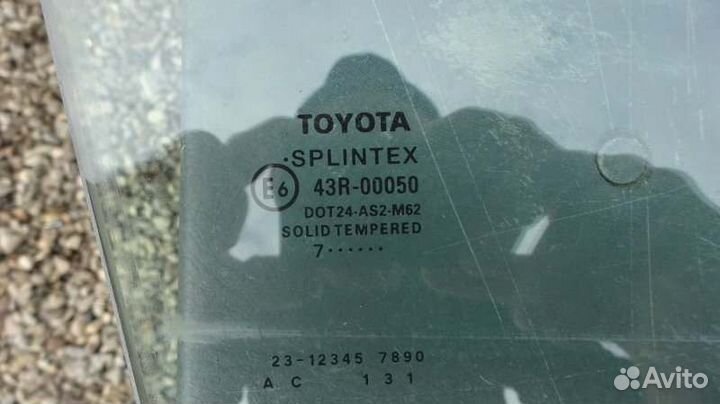 TOYOTA
·SPLINTEX
E6 43R-00050
DOT24-AS2-M62
SOLID TEMPERED
7······
23-12345 7890
A C 1 3 1
Avito